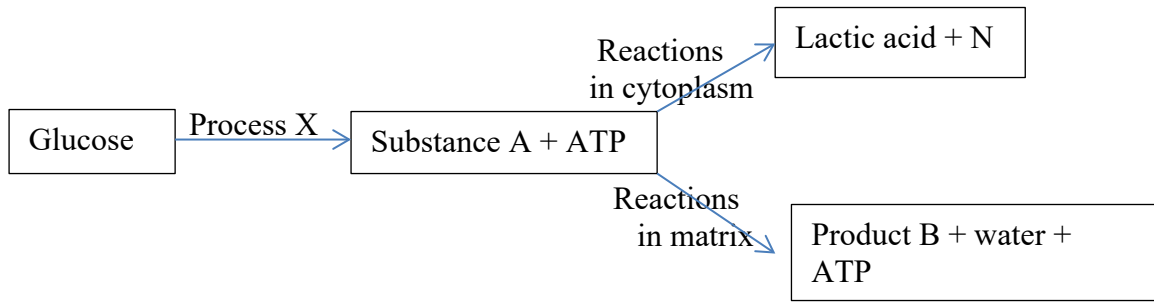 Glucose
Process X
Substance A + ATP
Reactions
in cytoplasm
Lactic acid + N
Reactions
in matrix
Product B + water +
ATP